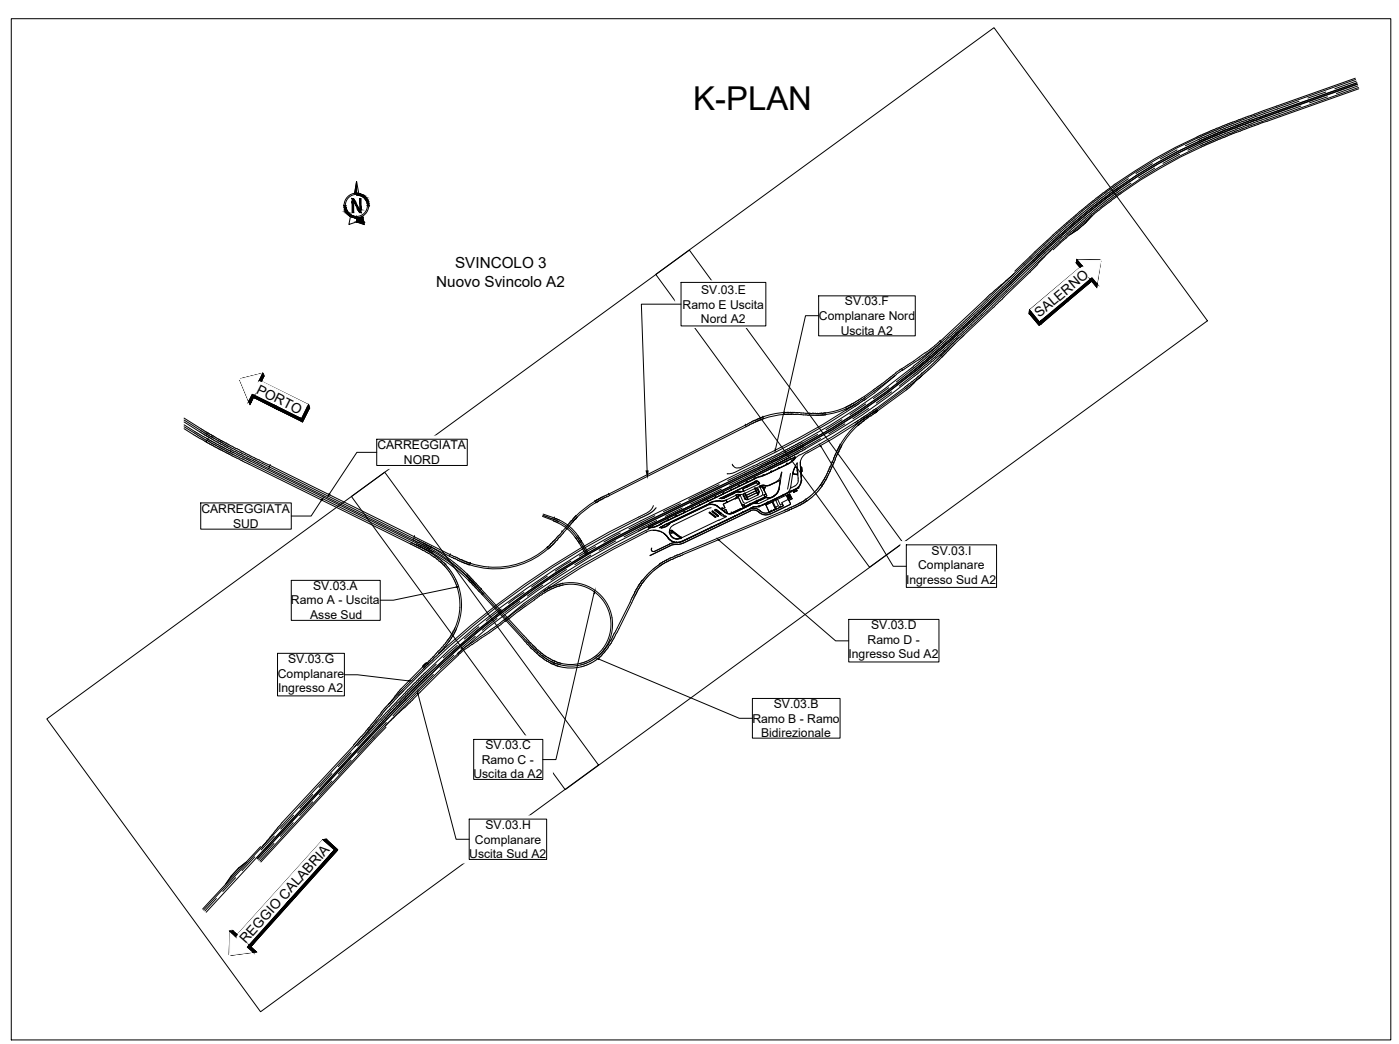 K-PLAN
N
SVINCOLO 3
Nuovo Svincolo A2
SV.03.E
Ramo E Uscita
Nord A2
SV.03.F
Complanare Nord
Uscita A2
SALERNO
PORTO
CARREGGIATA
NORD
CARREGGIATA
SUD
SV.03.I
Complanare
Ingresso Sud A2
SV.03.A
Ramo A - Uscita
Asse Sud
SV.03.D
Ramo D -
Ingresso Sud A2
SV.03.G
Complanare
Ingresso A2
SV.03.B
Ramo B - Ramo
Bidirezionale
SV.03.C
Ramo C -
Uscita da A2
SV.03.H
Complanare
Uscita Sud A2
REGGIO CALABRIA